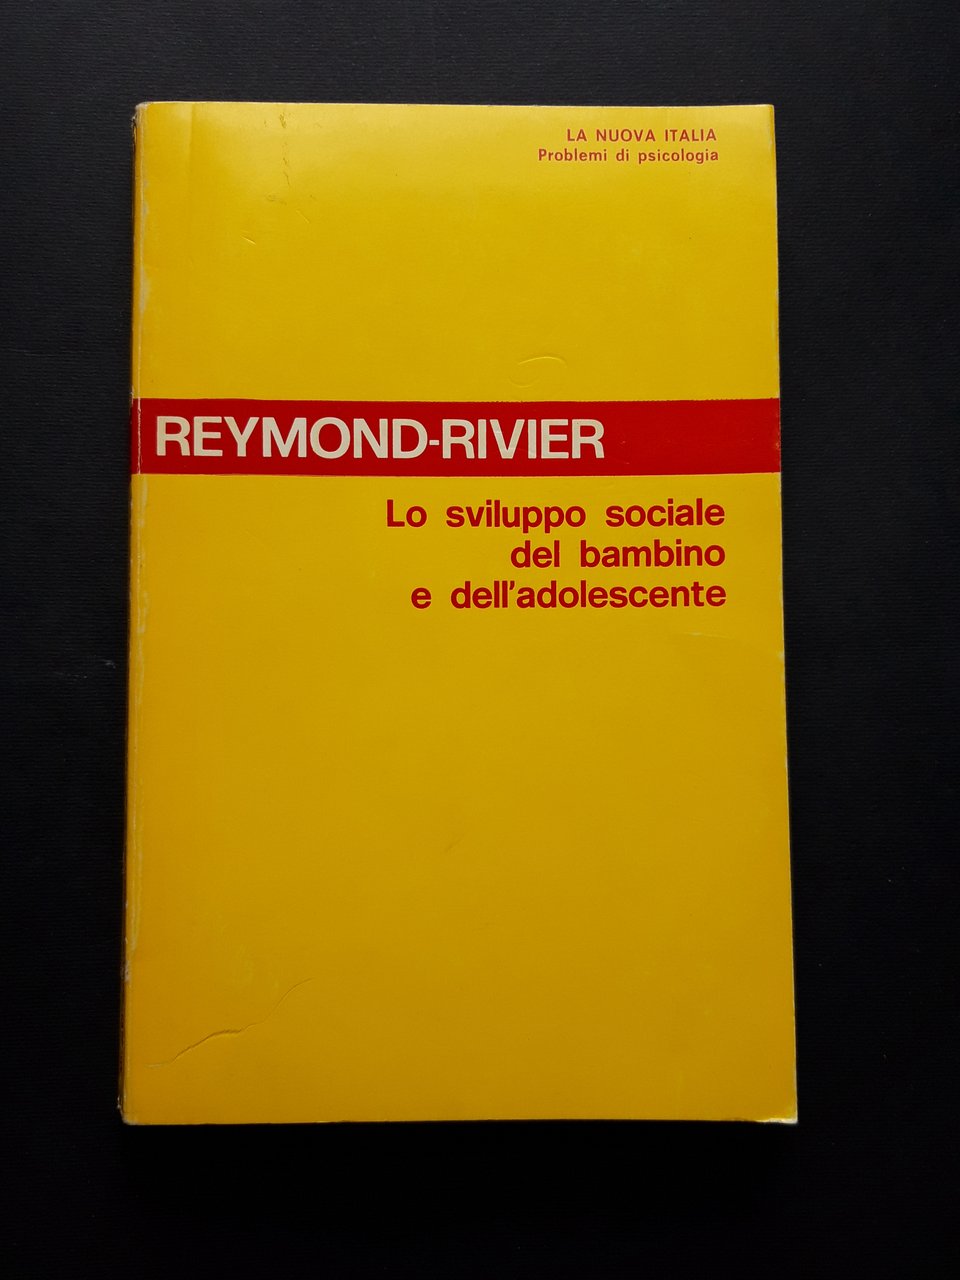 LA NUOVA ITALIA
Problemi di psicologia
REYMOND-RIVIER
Lo sviluppo sociale
del bambino
e dell'adolescente